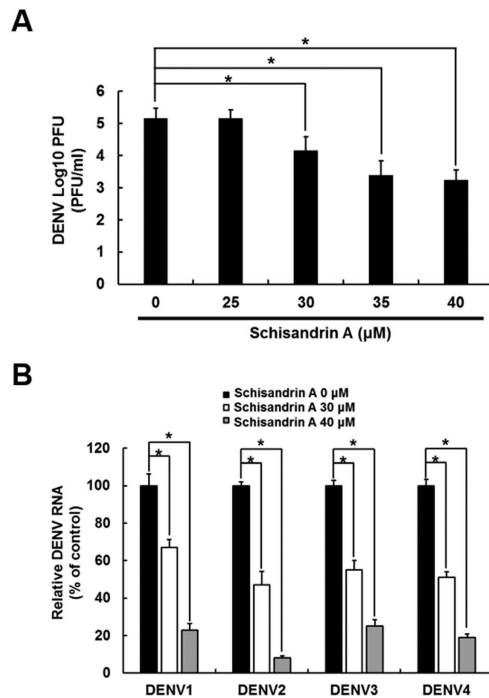 A
*
*
*
DENV Log10 PFU
(PFU/ml)
6
5
4
3
2
1
0
0 25 30 35 40
Schisandrin A (µM)
B
Schisandrin A 0 µM
Schisandrin A 30 µM
Schisandrin A 40 µM
* * * *
* * * *
Relative DENV RNA
(% of control)
120
100
80
60
40
20
0
DENV1 DENV2 DENV3 DENV4